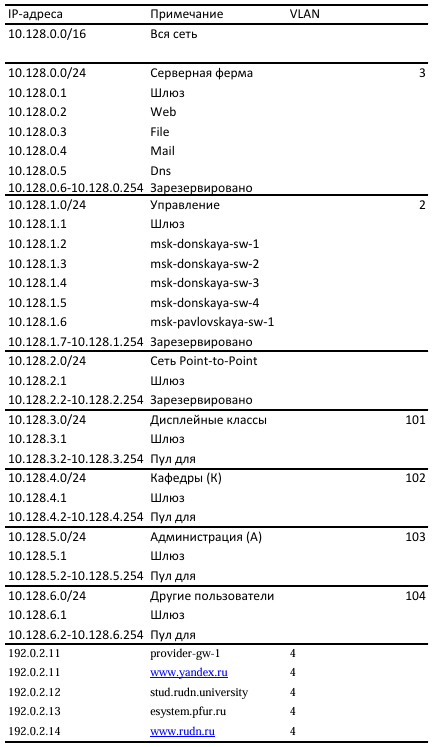 IP-адреса Примечание VLAN
10.128.0.0/16 Вся сеть
10.128.0.0/24 Серверная ферма 3
10.128.0.1 Шлюз
10.128.0.2 Web
10.128.0.3 File
10.128.0.4 Mail
10.128.0.5 Dns
10.128.0.6-10.128.0.254 Зарезервировано
10.128.1.0/24 Управление 2
10.128.1.1 Шлюз
10.128.1.2 msk-donskaya-sw-1
10.128.1.3 msk-donskaya-sw-2
10.128.1.4 msk-donskaya-sw-3
10.128.1.5 msk-donskaya-sw-4
10.128.1.6 msk-pavlovskaya-sw-1
10.128.1.7-10.128.1.254 Зарезервировано
10.128.2.0/24 Сеть Point-to-Point
10.128.2.1 Шлюз
10.128.2.2-10.128.2.254 Зарезервировано
10.128.3.0/24 Дисплейные классы 101
10.128.3.1 Шлюз
10.128.3.2-10.128.3.254 Пул для
10.128.4.0/24 Кафедры (К) 102
10.128.4.1 Шлюз
10.128.4.2-10.128.4.254 Пул для
10.128.5.0/24 Администрация (А) 103
10.128.5.1 Шлюз
10.128.5.2-10.128.5.254 Пул для
10.128.6.0/24 Другие пользователи 104
10.128.6.1 Шлюз
10.128.6.2-10.128.6.254 Пул для
192.0.2.11 provider-gw-1 4
192.0.2.11 www.yandex.ru 4
192.0.2.12 stud.rudn.university 4
192.0.2.13 esystem.pfur.ru 4
192.0.2.14 www.rudn.ru 4